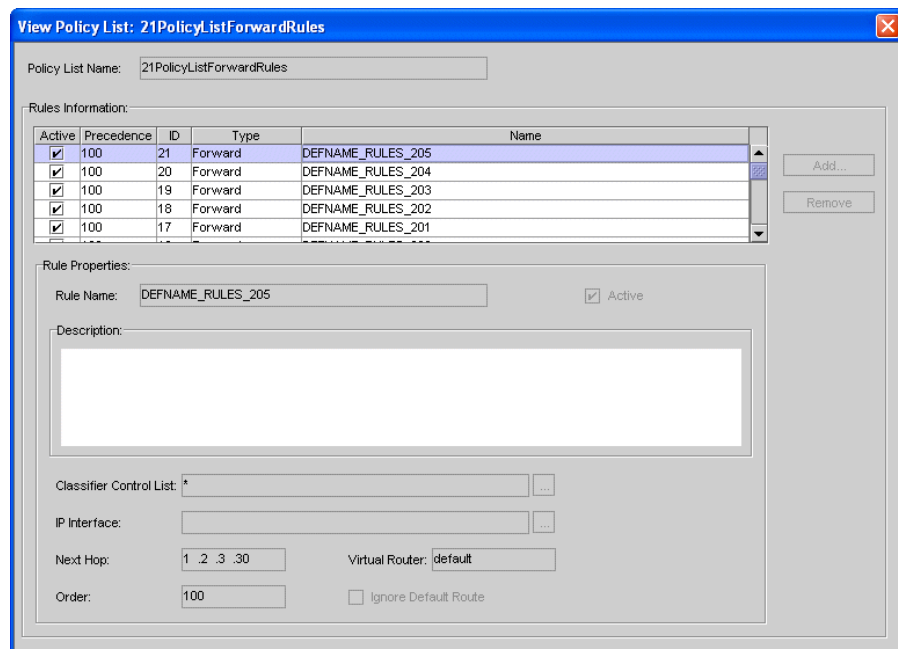 View Policy List: 21PolicyListForwardRules
Policy List Name: 21PolicyListForwardRules
Rules Information:
Active Precedence ID Type Name
100 21 Forward DEFNAME_RULES_205
100 20 Forward DEFNAME_RULES_204
100 19 Forward DEFNAME_RULES_203
100 18 Forward DEFNAME_RULES_202
100 17 Forward DEFNAME_RULES_201
Add...
Remove
Rule Properties:
Rule Name: DEFNAME_RULES_205 Active
Description:
Classifier Control List: * ...
IP Interface: ...
Next Hop: 1 .2 .3 .30 Virtual Router: default
Order: 100 Ignore Default Route